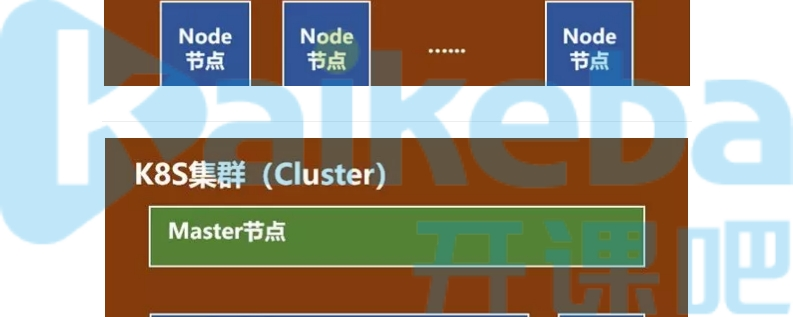 Node
节点
Node
节点
......
Node
节点
K8S集群（Cluster）
Master节点
Kaikeba
开课吧